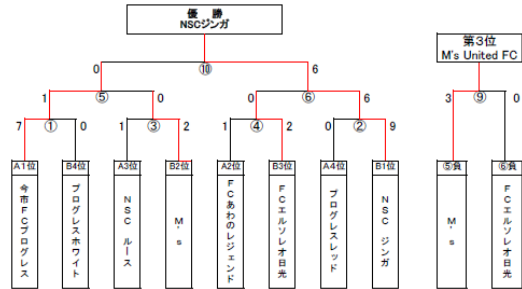 優　勝
NSCジンガ
第3位
M's United FC
0 ⑩ 6
1 ⑤ 0
0 ⑥ 6
3 ⑨ 0
7 ① 0
1 ③ 2
1 ④ 2
0 ② 9
A1位 B4位 A3位 B2位 A2位 B3位 A4位 B1位 ⑤負 ⑥負
今市FCプログレス
プログレスホワイト
NSC ルース
M's
FCあわのレジェンド
FCエルソレオ日光
プログレスレッド
NSC ジンガ
M's
FCエルソレオ日光